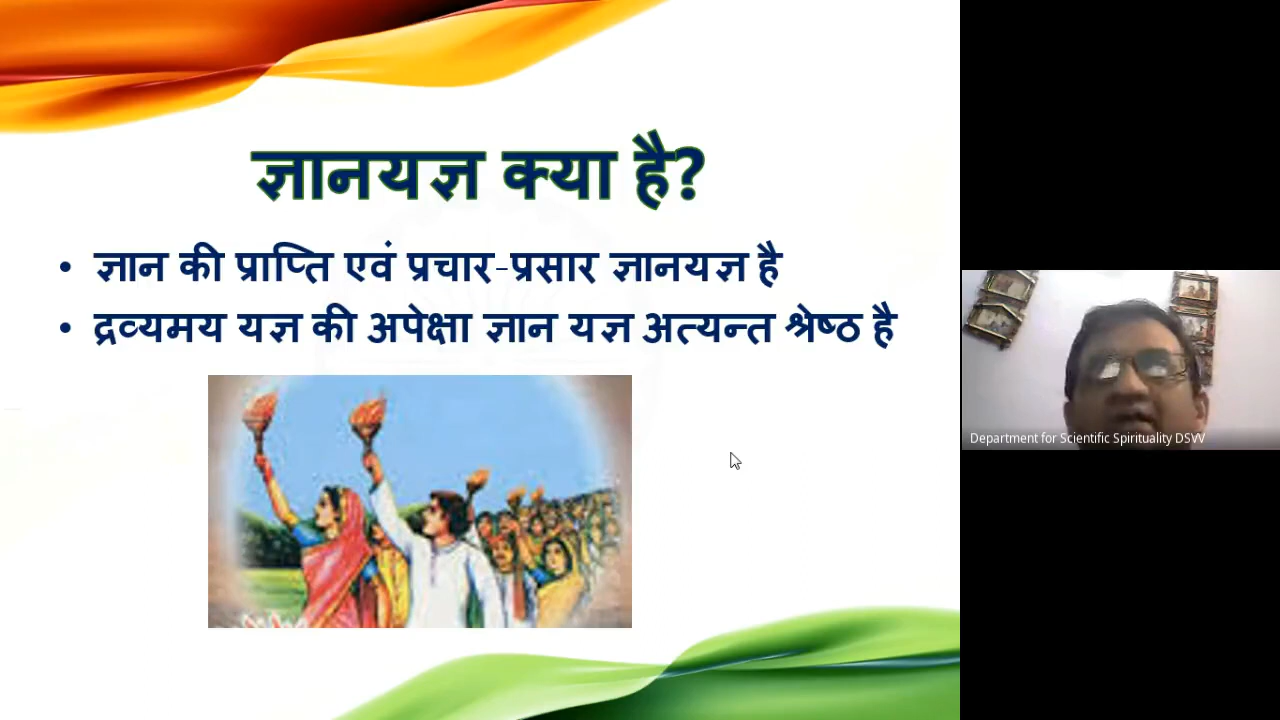 ज्ञानयज्ञ क्या है?
• ज्ञान की प्राप्ति एवं प्रचार-प्रसार ज्ञानयज्ञ है
• द्रव्यमय यज्ञ की अपेक्षा ज्ञान यज्ञ अत्यन्त श्रेष्ठ है
Department for Scientific Spirituality DSVV